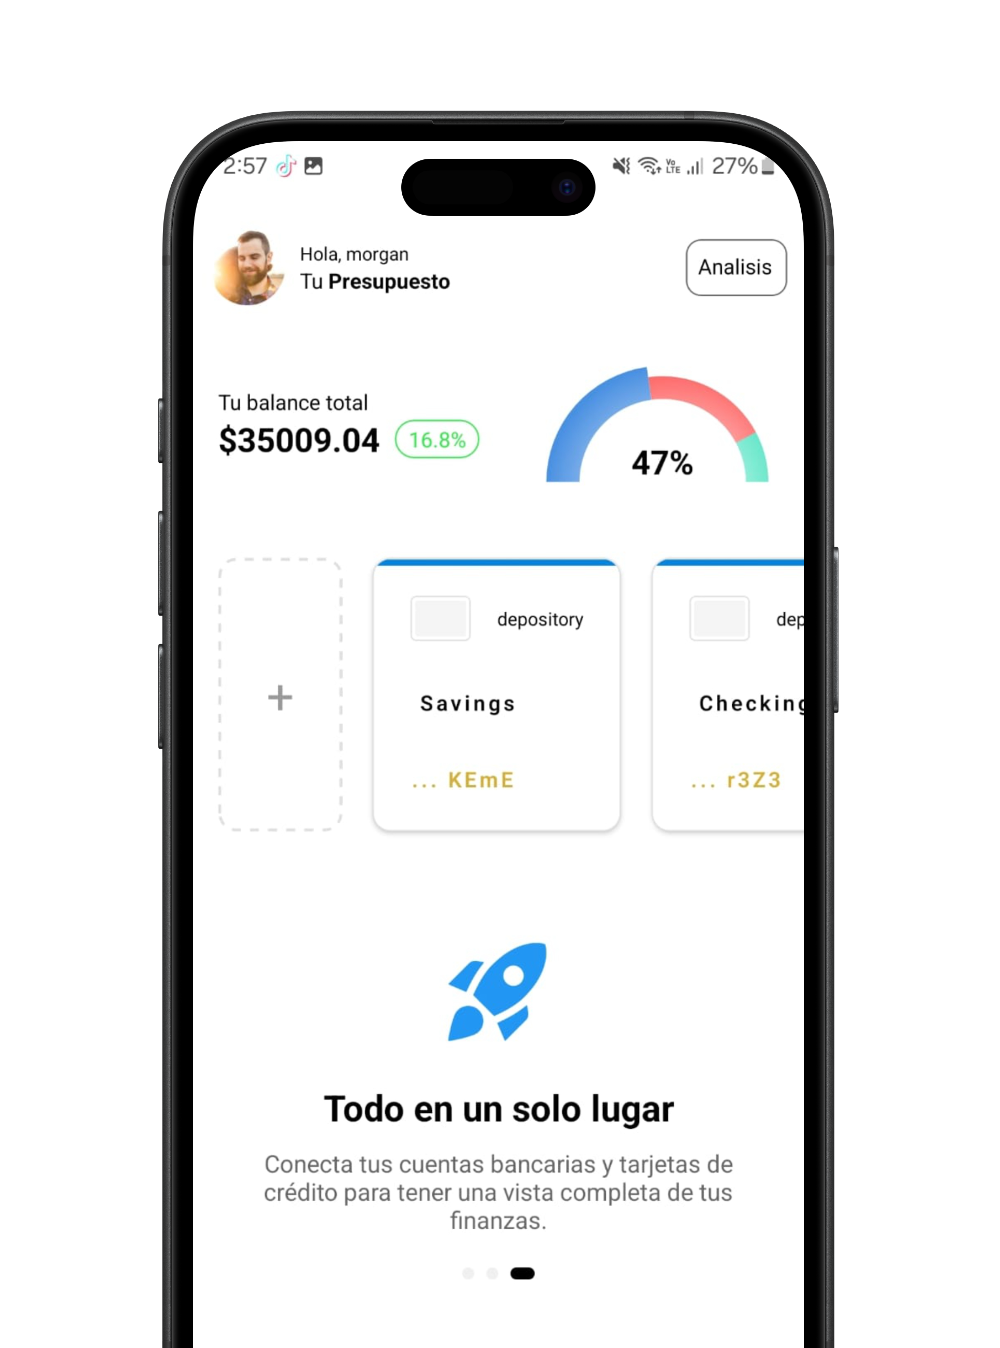 2:57
Vo
LTE
27%
Hola, morgan
Tu Presupuesto
Analisis
Tu balance total
$35009.04
16.8%
47%
+
depository
Savings
... KEmE
dep
Checking
... r3Z3
Todo en un solo lugar
Conecta tus cuentas bancarias y tarjetas de
crédito para tener una vista completa de tus
finanzas.